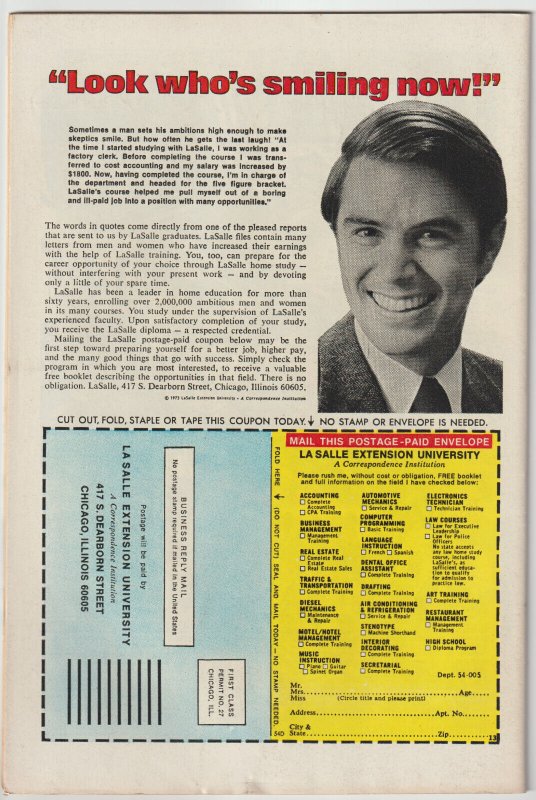 “Look who's smiling now!”
Sometimes a man sets his ambitions high enough to make
skeptics smile. But how often he gets the last laugh! "At
the time I started studying with LaSalle, I was working as a
factory clerk. Before completing the course I was trans-
ferred to cost accounting and my salary was increased by
$1800. Now, having completed the course, I'm in charge of
the department and headed for the five figure bracket.
LaSalle's course helped me pull myself out of a boring
and ill-paid job into a position with many opportunities."
The words in quotes come directly from one of the pleased reports
that are sent to us by LaSalle graduates. LaSalle files contain many
letters from men and women who have increased their earnings
with the help of LaSalle training. You, too, can prepare for the
career opportunity of your choice through LaSalle home study —
without interfering with your present work — and by devoting
only a little of your spare time.
LaSalle has been a leader in home education for more than
sixty years, enrolling over 2,000,000 ambitious men and women
in its many courses. You study under the supervision of LaSalle's
experienced faculty. Upon satisfactory completion of your study,
you receive the LaSalle diploma — a respected credential.
Mailing the LaSalle postage-paid coupon below may be the
first step toward preparing yourself for a better job, higher pay,
and the many good things that go with success. Simply check the
program in which you are most interested, to receive a valuable
free booklet describing the opportunities in that field. There is no
obligation. LaSalle, 417 S. Dearborn Street, Chicago, Illinois 60605.
© 1973 LaSalle Extension University • A Correspondence Institution
CUT OUT, FOLD, STAPLE OR TAPE THIS COUPON TODAY. NO STAMP OR ENVELOPE IS NEEDED.
BUSINESS REPLY MAIL
No postage stamp required if mailed in the United States
Postage will be paid by
LA SALLE EXTENSION UNIVERSITY
A Correspondence Institution
417 S. DEARBORN STREET
CHICAGO, ILLINOIS 60605
FIRST CLASS
PERMIT NO. 27
CHICAGO, ILL.
FOLD HERE → (DO NOT CUT) SEAL AND MAIL TODAY — NO STAMP NEEDED.
54D
MAIL THIS POSTAGE-PAID ENVELOPE
LA SALLE EXTENSION UNIVERSITY
A Correspondence Institution
Please rush me, without cost or obligation, FREE booklet
and full information on the field I have checked below:
ACCOUNTING
Complete
Accounting
CPA Training
BUSINESS
MANAGEMENT
Management
Training
REAL ESTATE
Complete Real
Estate
Real Estate Sales
TRAFFIC &
TRANSPORTATION
Complete Training
DIESEL
MECHANICS
Maintenance
& Repair
MOTEL/HOTEL
MANAGEMENT
Complete Training
MUSIC
INSTRUCTION
Piano Guitar
Spinet Organ
AUTOMOTIVE
MECHANICS
Service & Repair
COMPUTER
PROGRAMMING
Basic Training
LANGUAGE
INSTRUCTION
French Spanish
DENTAL OFFICE
ASSISTANT
Complete Training
DRAFTING
Complete Training
AIR CONDITIONING
& REFRIGERATION
Service & Repair
STENOTYPE
Machine Shorthand
INTERIOR
DECORATING
Complete Training
SECRETARIAL
Complete Training
ELECTRONICS
TECHNICIAN
Technician Training
LAW COURSES
Law for Executive
Leadership
Law for Police
Officers
No state accepts
any law home study
course, including
LaSalle's, as
sufficient educa-
tion to qualify
for admission to
practice law.
ART TRAINING
Complete Training
RESTAURANT
MANAGEMENT
Management
Training
HIGH SCHOOL
Diploma Program
Dept. 54-005
Mr.
Mrs. Age
Miss (Circle title and please print)
Address Apt. No.
City &
State Zip
13